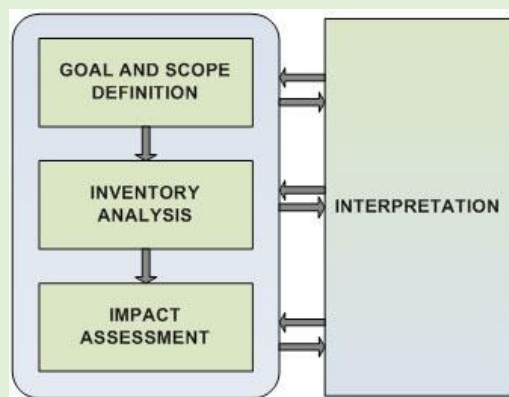 GOAL AND SCOPE
DEFINITION
INVENTORY
ANALYSIS
INTERPRETATION
IMPACT
ASSESSMENT